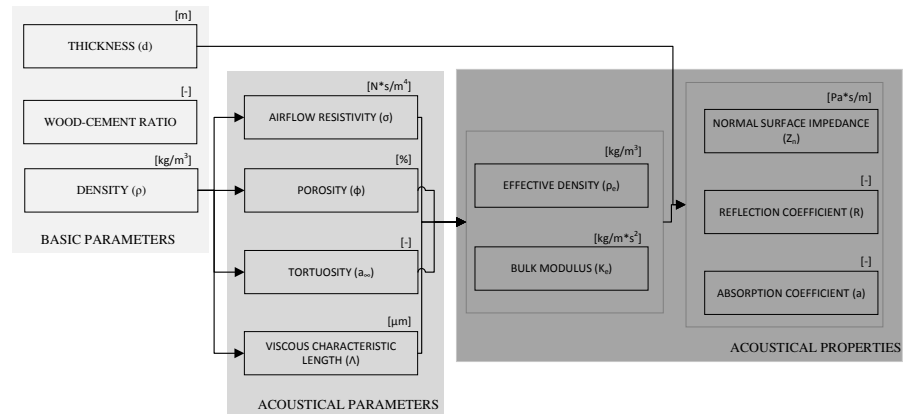 [m]
THICKNESS (d)
[-]
WOOD-CEMENT RATIO
[kg/m³]
DENSITY (ρ)
BASIC PARAMETERS
[N*s/m⁴]
AIRFLOW RESISTIVITY (σ)
[%]
POROSITY (ϕ)
[-]
TORTUOSITY (a∞)
[µm]
VISCOUS CHARACTERISTIC
LENGTH (Λ)
ACOUSTICAL PARAMETERS
[kg/m³]
EFFECTIVE DENSITY (ρₑ)
[kg/m*s²]
BULK MODULUS (Kₑ)
[Pa*s/m]
NORMAL SURFACE IMPEDANCE
(Zₙ)
[-]
REFLECTION COEFFICIENT (R)
[-]
ABSORPTION COEFFICIENT (a)
ACOUSTICAL PROPERTIES